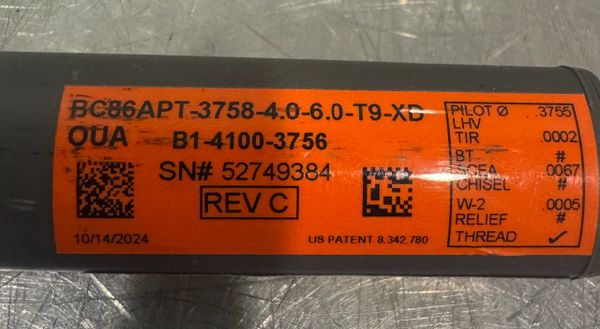 BC86APT-3758-4.0-6.0-T9-XD
OUA B1-4100-3756
SN# 52749384
REV C
10/14/2024
US PATENT 8,342,780
PILOT Ø .3755
LHV
TIR .0002
BT #
SCEA .0067
CHISEL #
W-2 .0005
RELIEF #
THREAD ✓